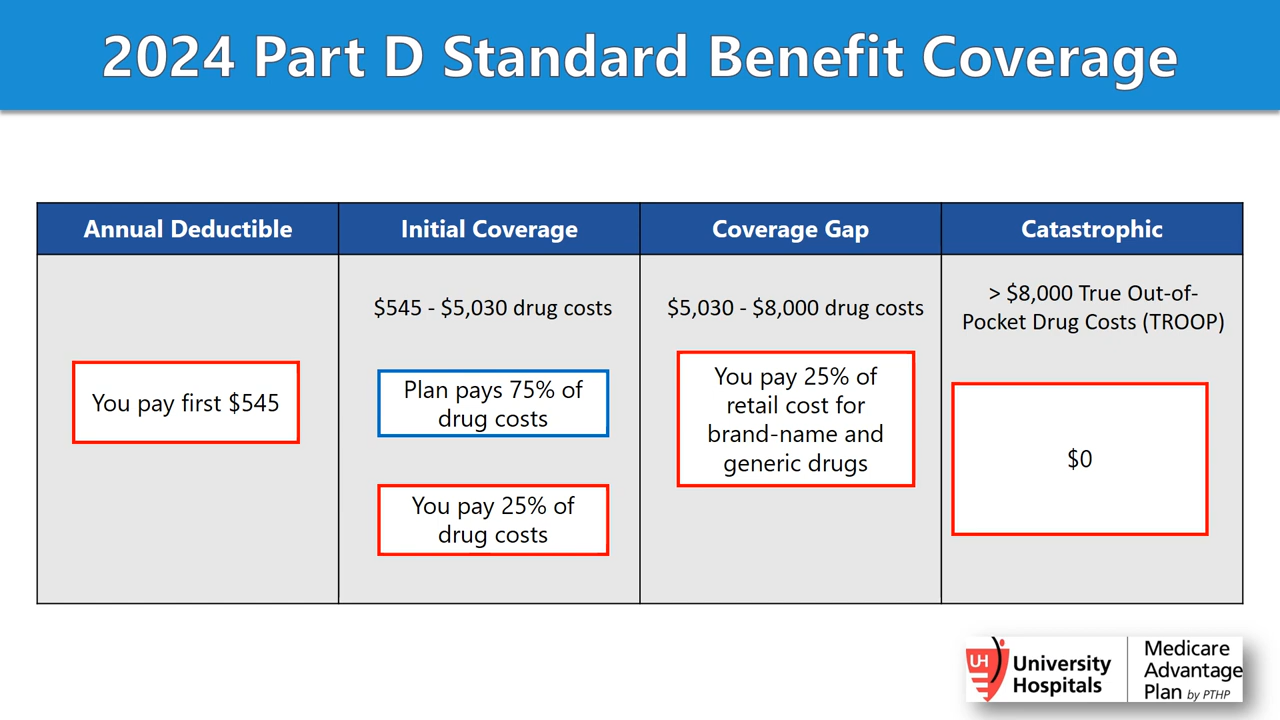 2024 Part D Standard Benefit Coverage
Annual Deductible
Initial Coverage
Coverage Gap
Catastrophic
You pay first $545
$545 - $5,030 drug costs
Plan pays 75% of
drug costs
You pay 25% of
drug costs
$5,030 - $8,000 drug costs
You pay 25% of
retail cost for
brand-name and
generic drugs
> $8,000 True Out-of-
Pocket Drug Costs (TROOP)
$0
UH
University
Hospitals
Medicare
Advantage
Plan by PTHP